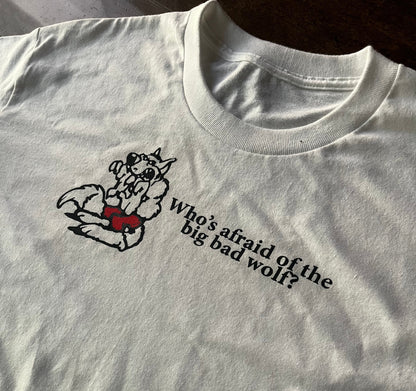 Who's afraid of the
big bad wolf?